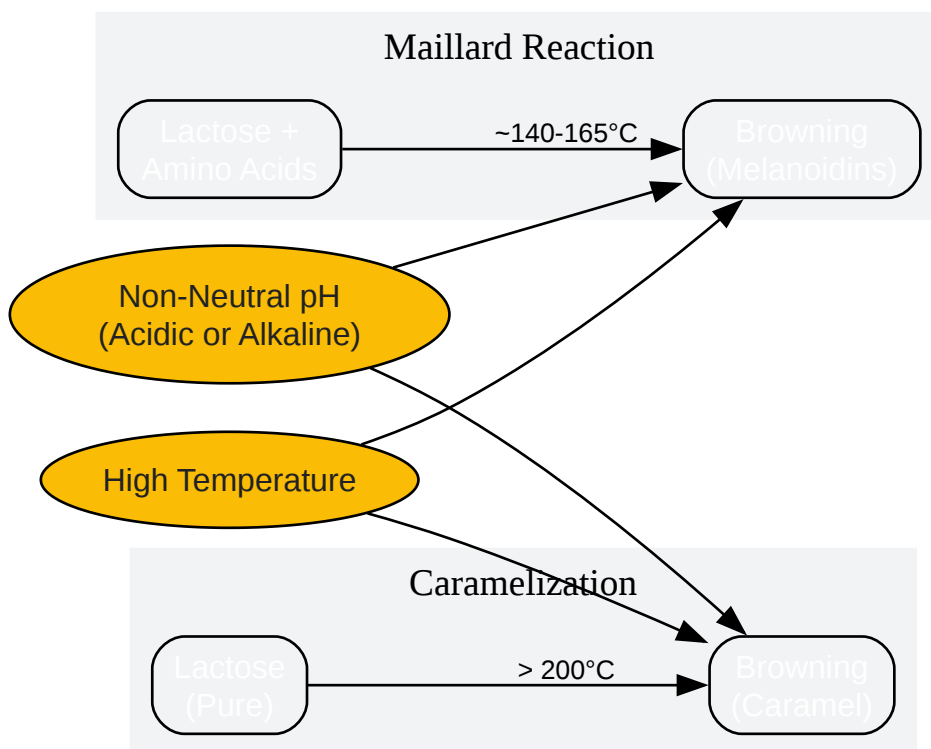 Maillard Reaction
Lactose +
Amino Acids
~140-165°C
Browning
(Melanoidins)
Non-Neutral pH
(Acidic or Alkaline)
High Temperature
Caramelization
Lactose
(Pure)
> 200°C
Browning
(Caramel)